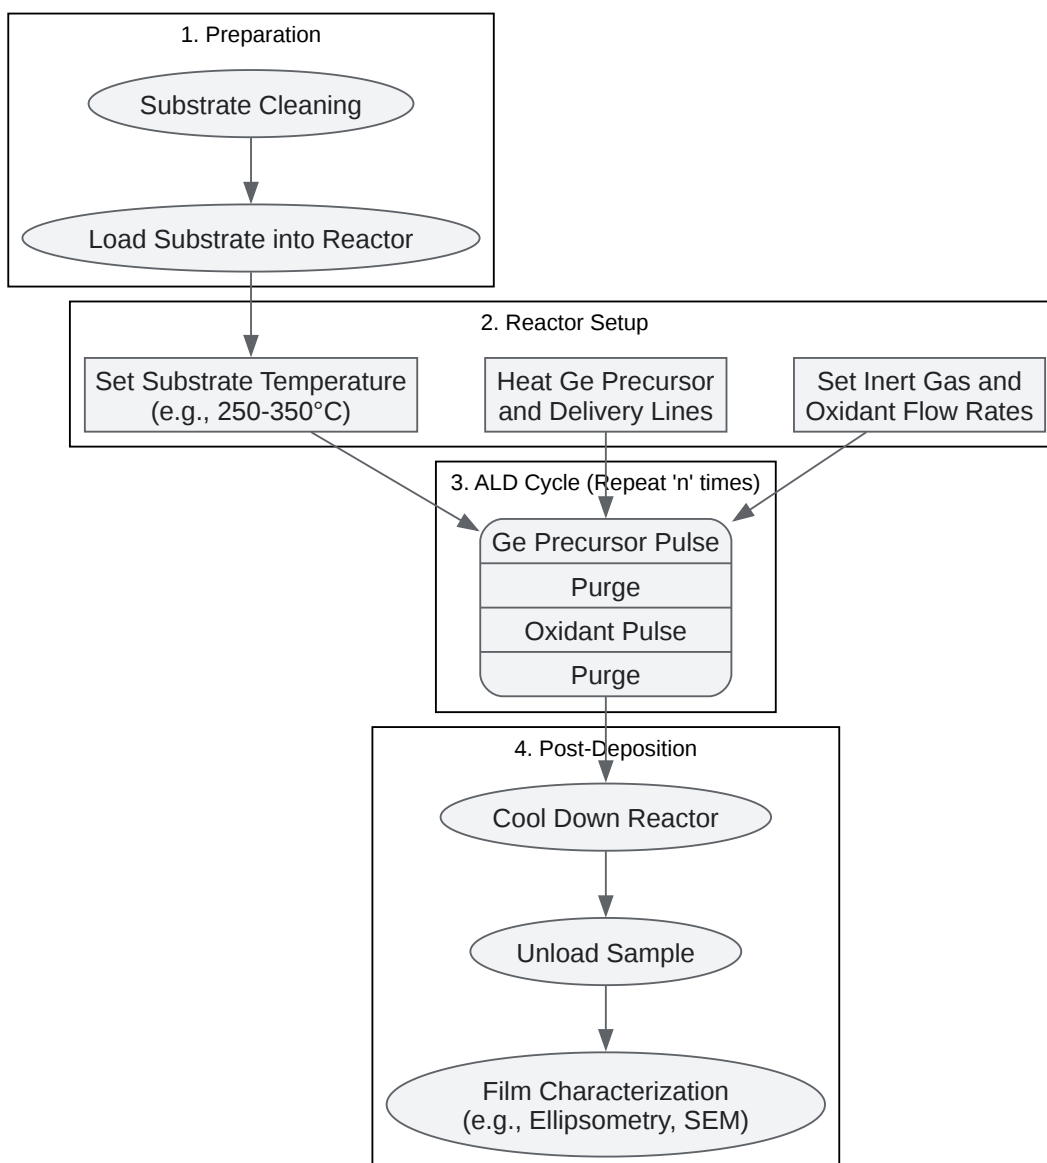 1. Preparation
Substrate Cleaning
Load Substrate into Reactor
2. Reactor Setup
Set Substrate Temperature
(e.g., 250-350°C)
Heat Ge Precursor
and Delivery Lines
Set Inert Gas and
Oxidant Flow Rates
3. ALD Cycle (Repeat 'n' times)
Ge Precursor Pulse
Purge
Oxidant Pulse
Purge
4. Post-Deposition
Cool Down Reactor
Unload Sample
Film Characterization
(e.g., Ellipsometry, SEM)